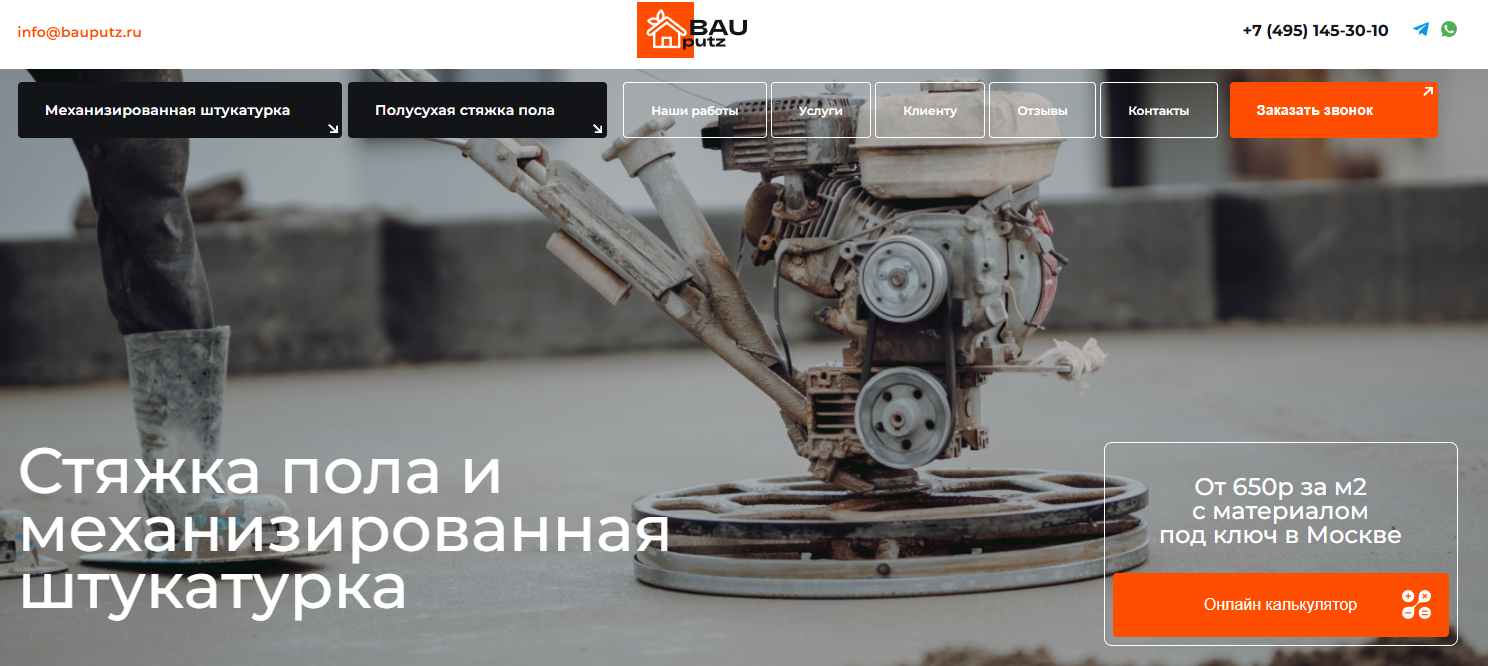 info@bauputz.ru
BAU
putz
+7 (495) 145-30-10
Механизированная штукатурка
Полусухая стяжка пола
Наши работы
Услуги
Клиенту
Отзывы
Контакты
Заказать звонок
Стяжка пола и
механизированная
штукатурка
От 650р за м2
с материалом
под ключ в Москве
Онлайн калькулятор